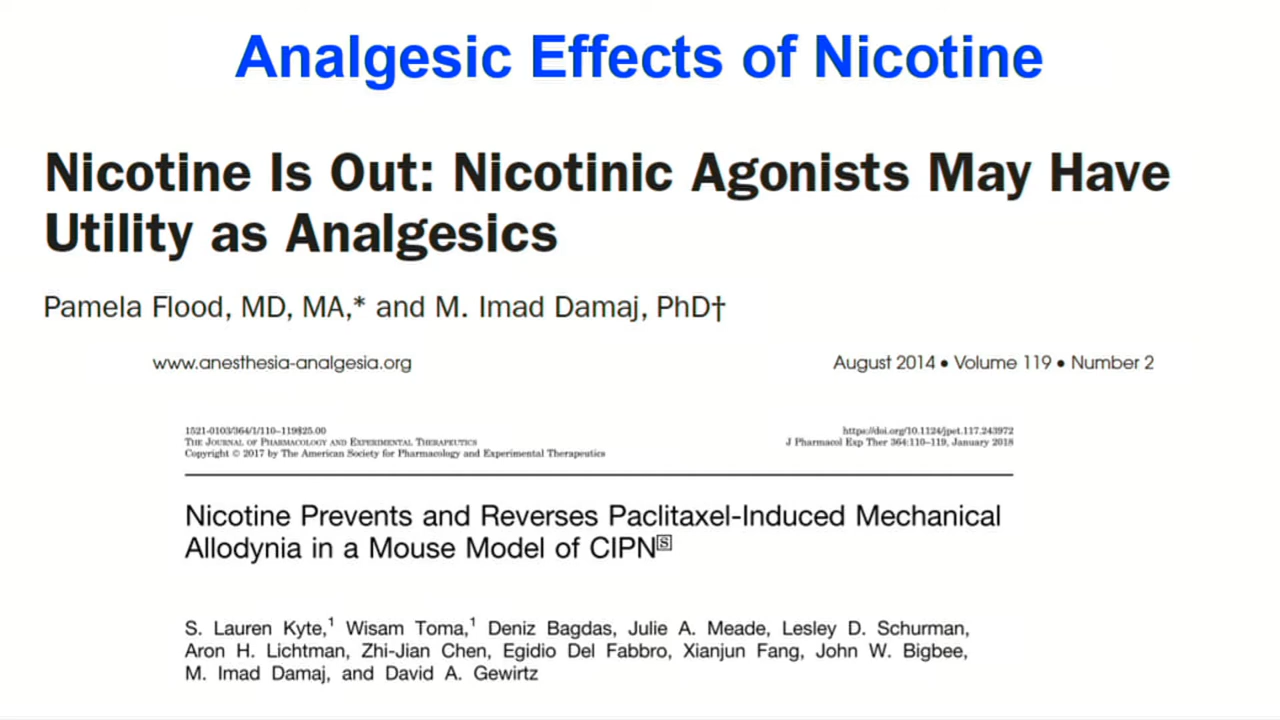 Analgesic Effects of Nicotine
Nicotine Is Out: Nicotinic Agonists May Have
Utility as Analgesics
Pamela Flood, MD, MA,* and M. Imad Damaj, PhD†
www.anesthesia-analgesia.org August 2014 • Volume 119 • Number 2
1521-0103/364/1/110–119$25.00 https://doi.org/10.1124/jpet.117.243972
THE JOURNAL OF PHARMACOLOGY AND EXPERIMENTAL THERAPEUTICS J Pharmacol Exp Ther 364:110–119, January 2018
Copyright © 2017 by The American Society for Pharmacology and Experimental Therapeutics
Nicotine Prevents and Reverses Paclitaxel-Induced Mechanical
Allodynia in a Mouse Model of CIPN[S]
S. Lauren Kyte,1 Wisam Toma,1 Deniz Bagdas, Julie A. Meade, Lesley D. Schurman,
Aron H. Lichtman, Zhi-Jian Chen, Egidio Del Fabbro, Xianjun Fang, John W. Bigbee,
M. Imad Damaj, and David A. Gewirtz